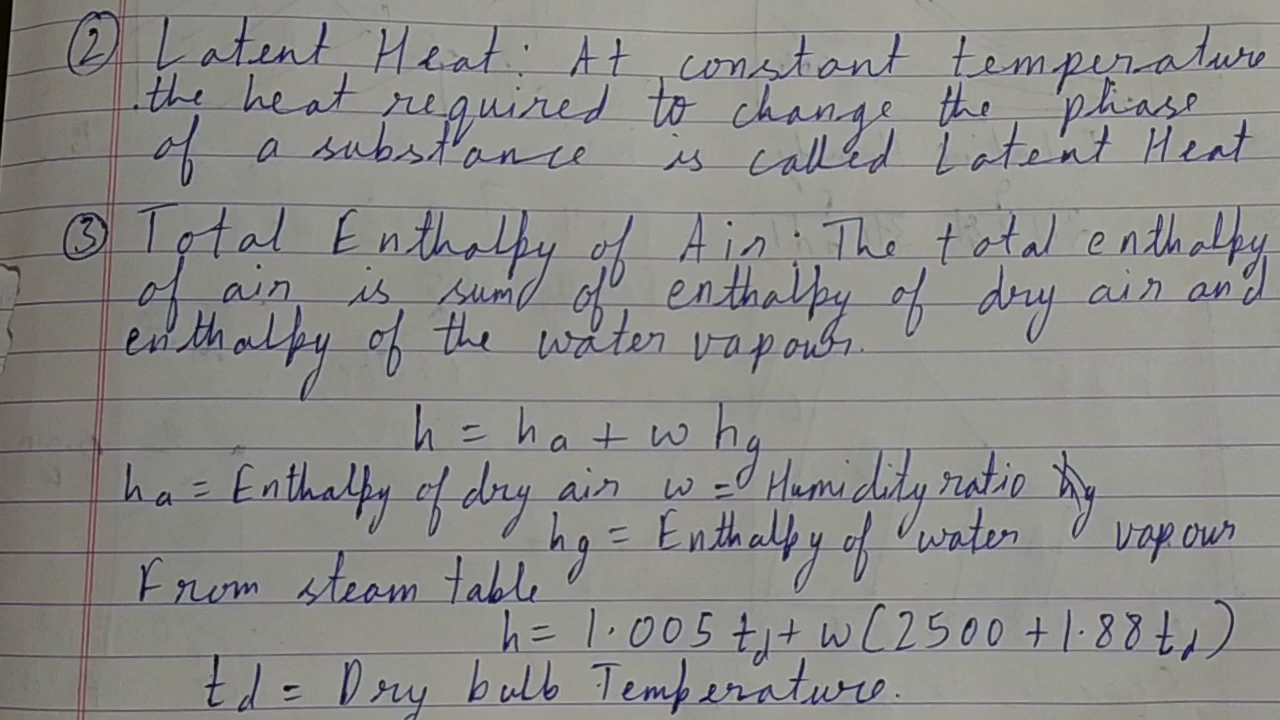 ② Latent Heat: At constant temperature
the heat required to change the phase
of a substance is called Latent Heat
③ Total Enthalpy of Air: The total enthalpy
of air is sum of enthalpy of dry air and
enthalpy of the water vapour.
h = ha + w hg
ha = Enthalpy of dry air w = Humidity ratio
hg = Enthalpy of water vapour
From steam table
h = 1.005 td + w(2500 + 1.88 td)
td = Dry bulb Temperature.